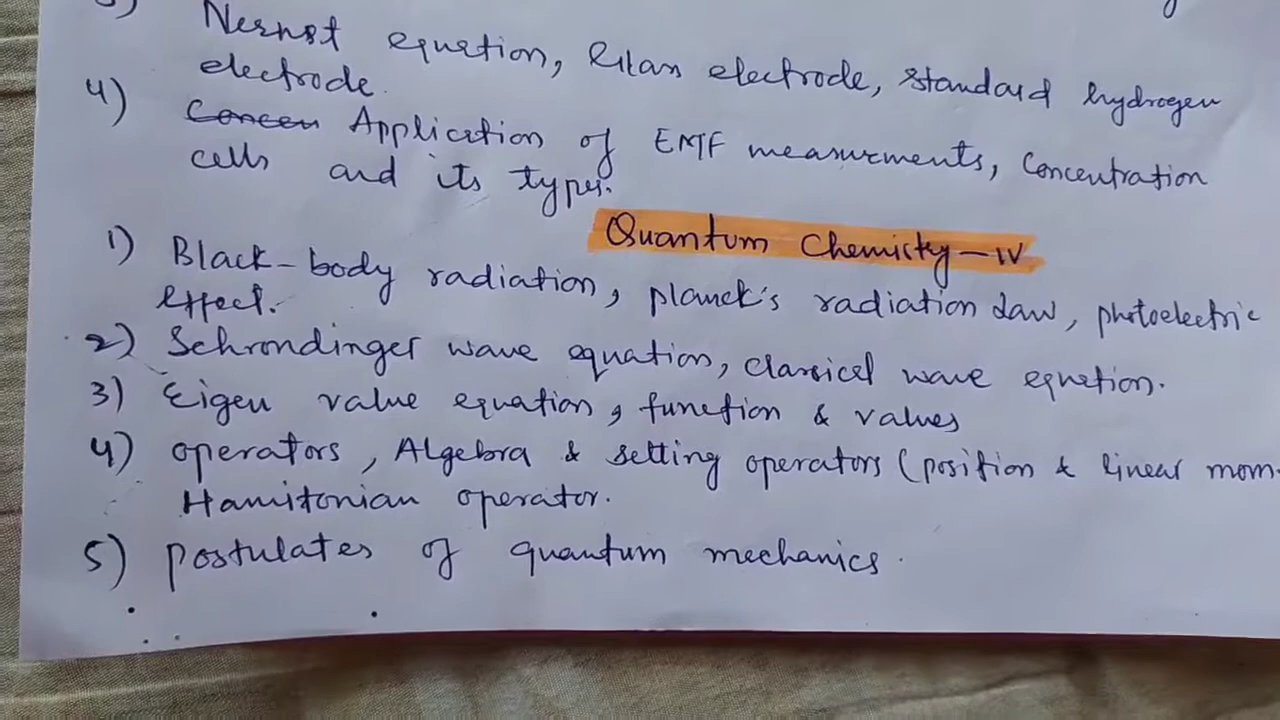 3) Nernst equation, Glass electrode, standard hydrogen
electrode.
4) Concen Application of EMF measurments, Concentration
cells and its types.
Quantum Chemistry-IV
1) Black-body radiation, planck's radiation Law, photoelectric
effect.
2) Schrondinger wave equation, classical wave equation.
3) Eigen value equation, function & values
4) operators, Algebra & setting operators (position & linear mom.
Hamitonian operator.
5) postulates of quantum mechanics.